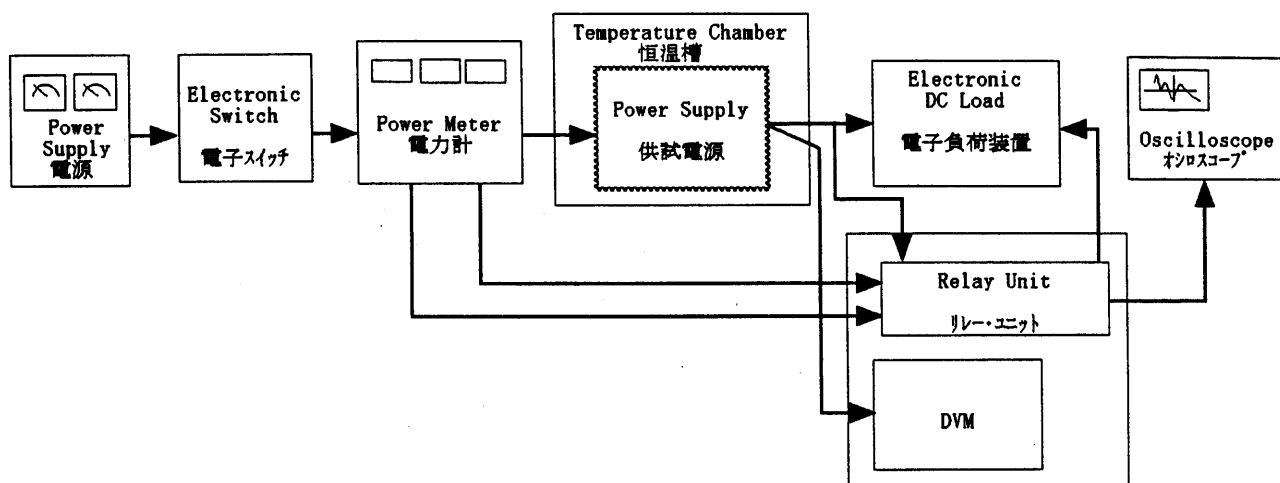 Power
Supply
電源
Electronic
Switch
電子スイッチ
Power Meter
電力計
Temperature Chamber
恒温槽
Power Supply
供試電源
Electronic
DC Load
電子負荷装置
Oscilloscope
オシロスコープ
Relay Unit
リレー・ユニット
DVM